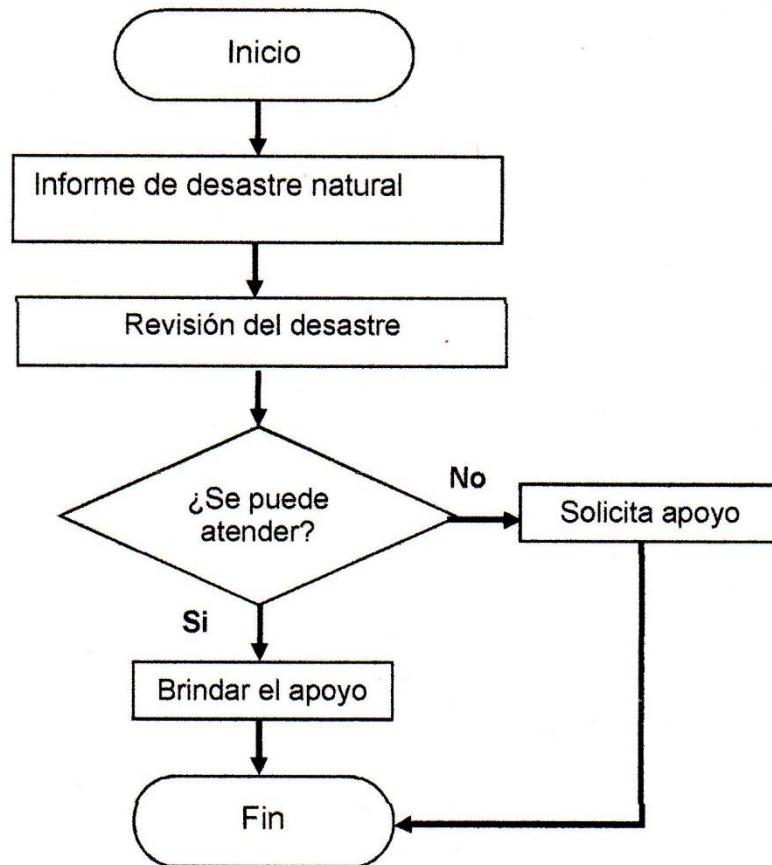 Inicio
Informe de desastre natural
Revisión del desastre
¿Se puede
atender?
No
Solicita apoyo
Si
Brindar el apoyo
Fin